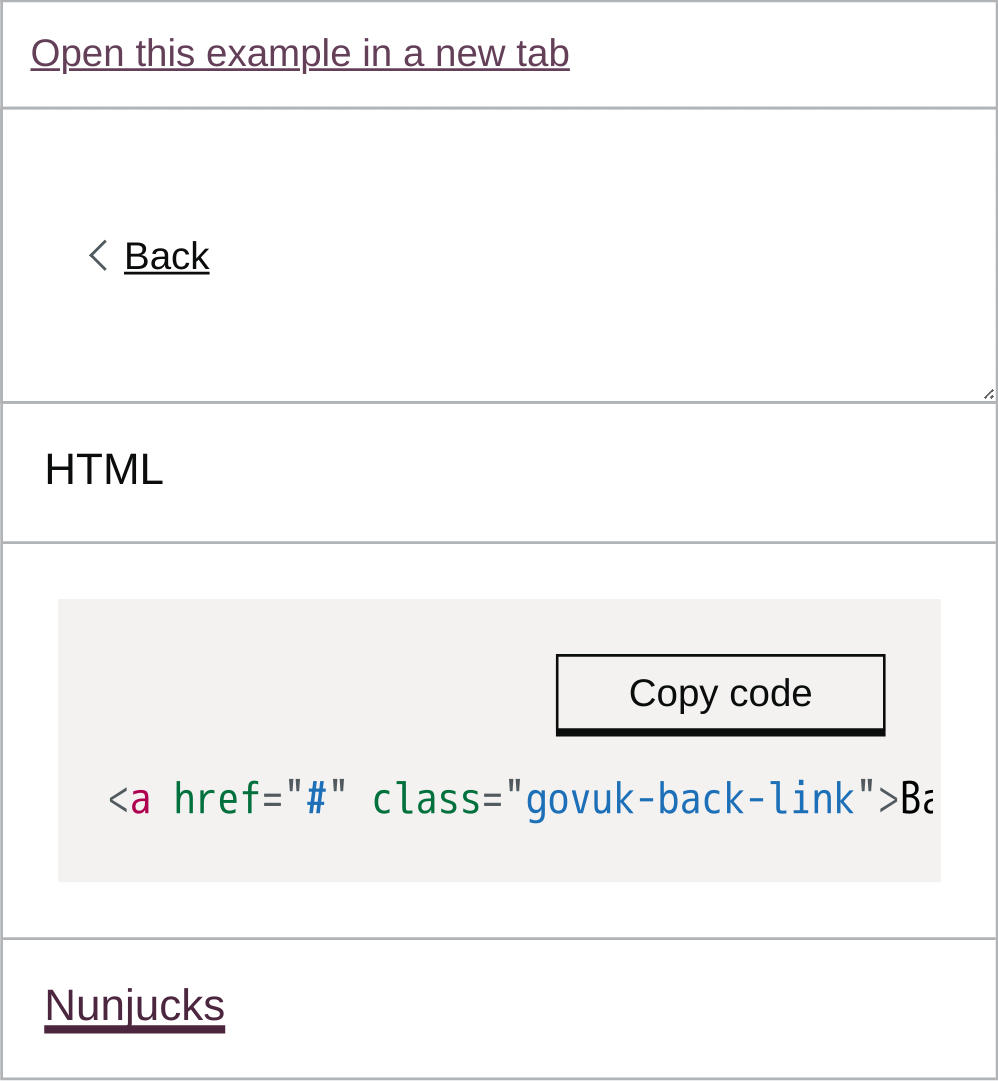 Open this example in a new tab
Back
HTML
Copy code
<a href="#" class="govuk-back-link">Ba
Nunjucks